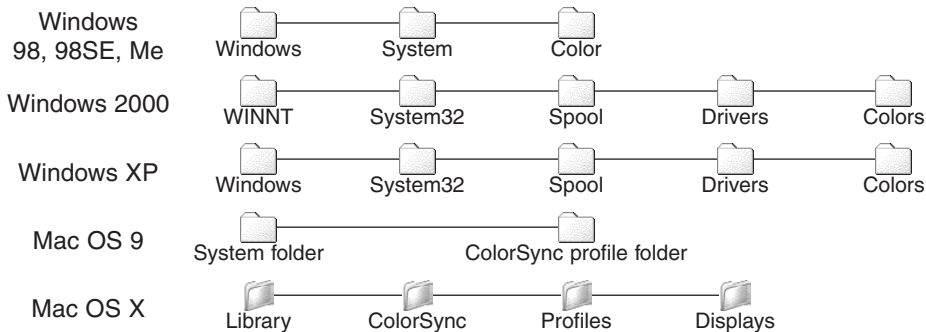 Windows
98, 98SE, Me
Windows System Color
Windows 2000
WINNT System32 Spool Drivers Colors
Windows XP
Windows System32 Spool Drivers Colors
Mac OS 9
System folder ColorSync profile folder
Mac OS X
Library ColorSync Profiles Displays